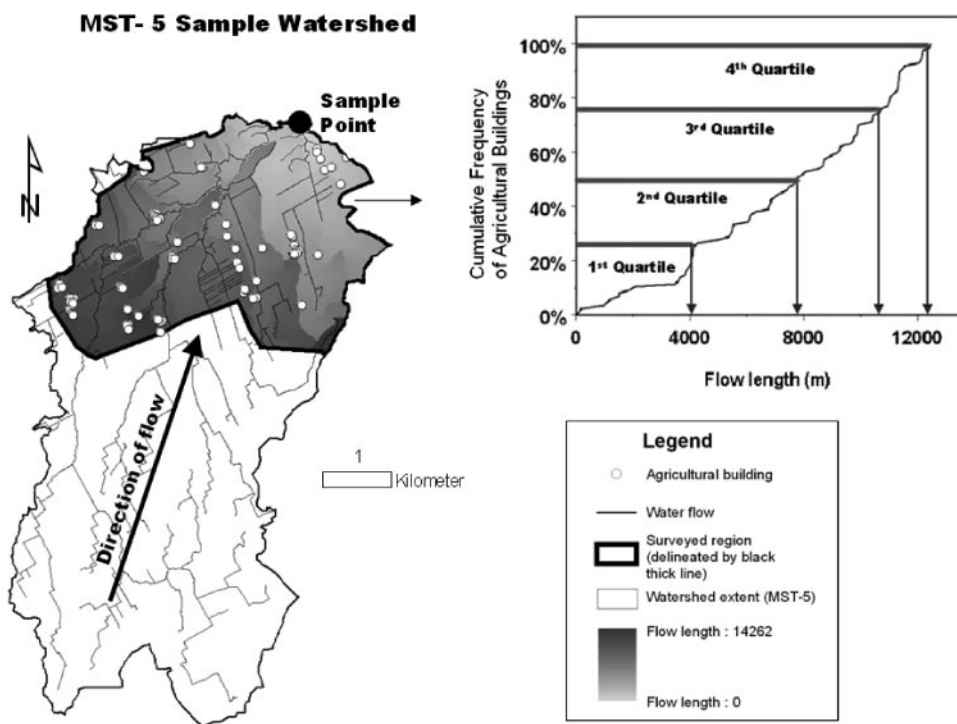 MST- 5 Sample Watershed
Sample
Point
N
Direction of flow
1
Kilometer
Cumulative Frequency
of Agricultural Buildings
100%
80%
60%
40%
20%
0%
4th Quartile
3rd Quartile
2nd Quartile
1st Quartile
0
4000
8000
12000
Flow length (m)
Legend
Agricultural building
Water flow
Surveyed region
(delineated by black
thick line)
Watershed extent (MST-5)
Flow length : 14262
Flow length : 0